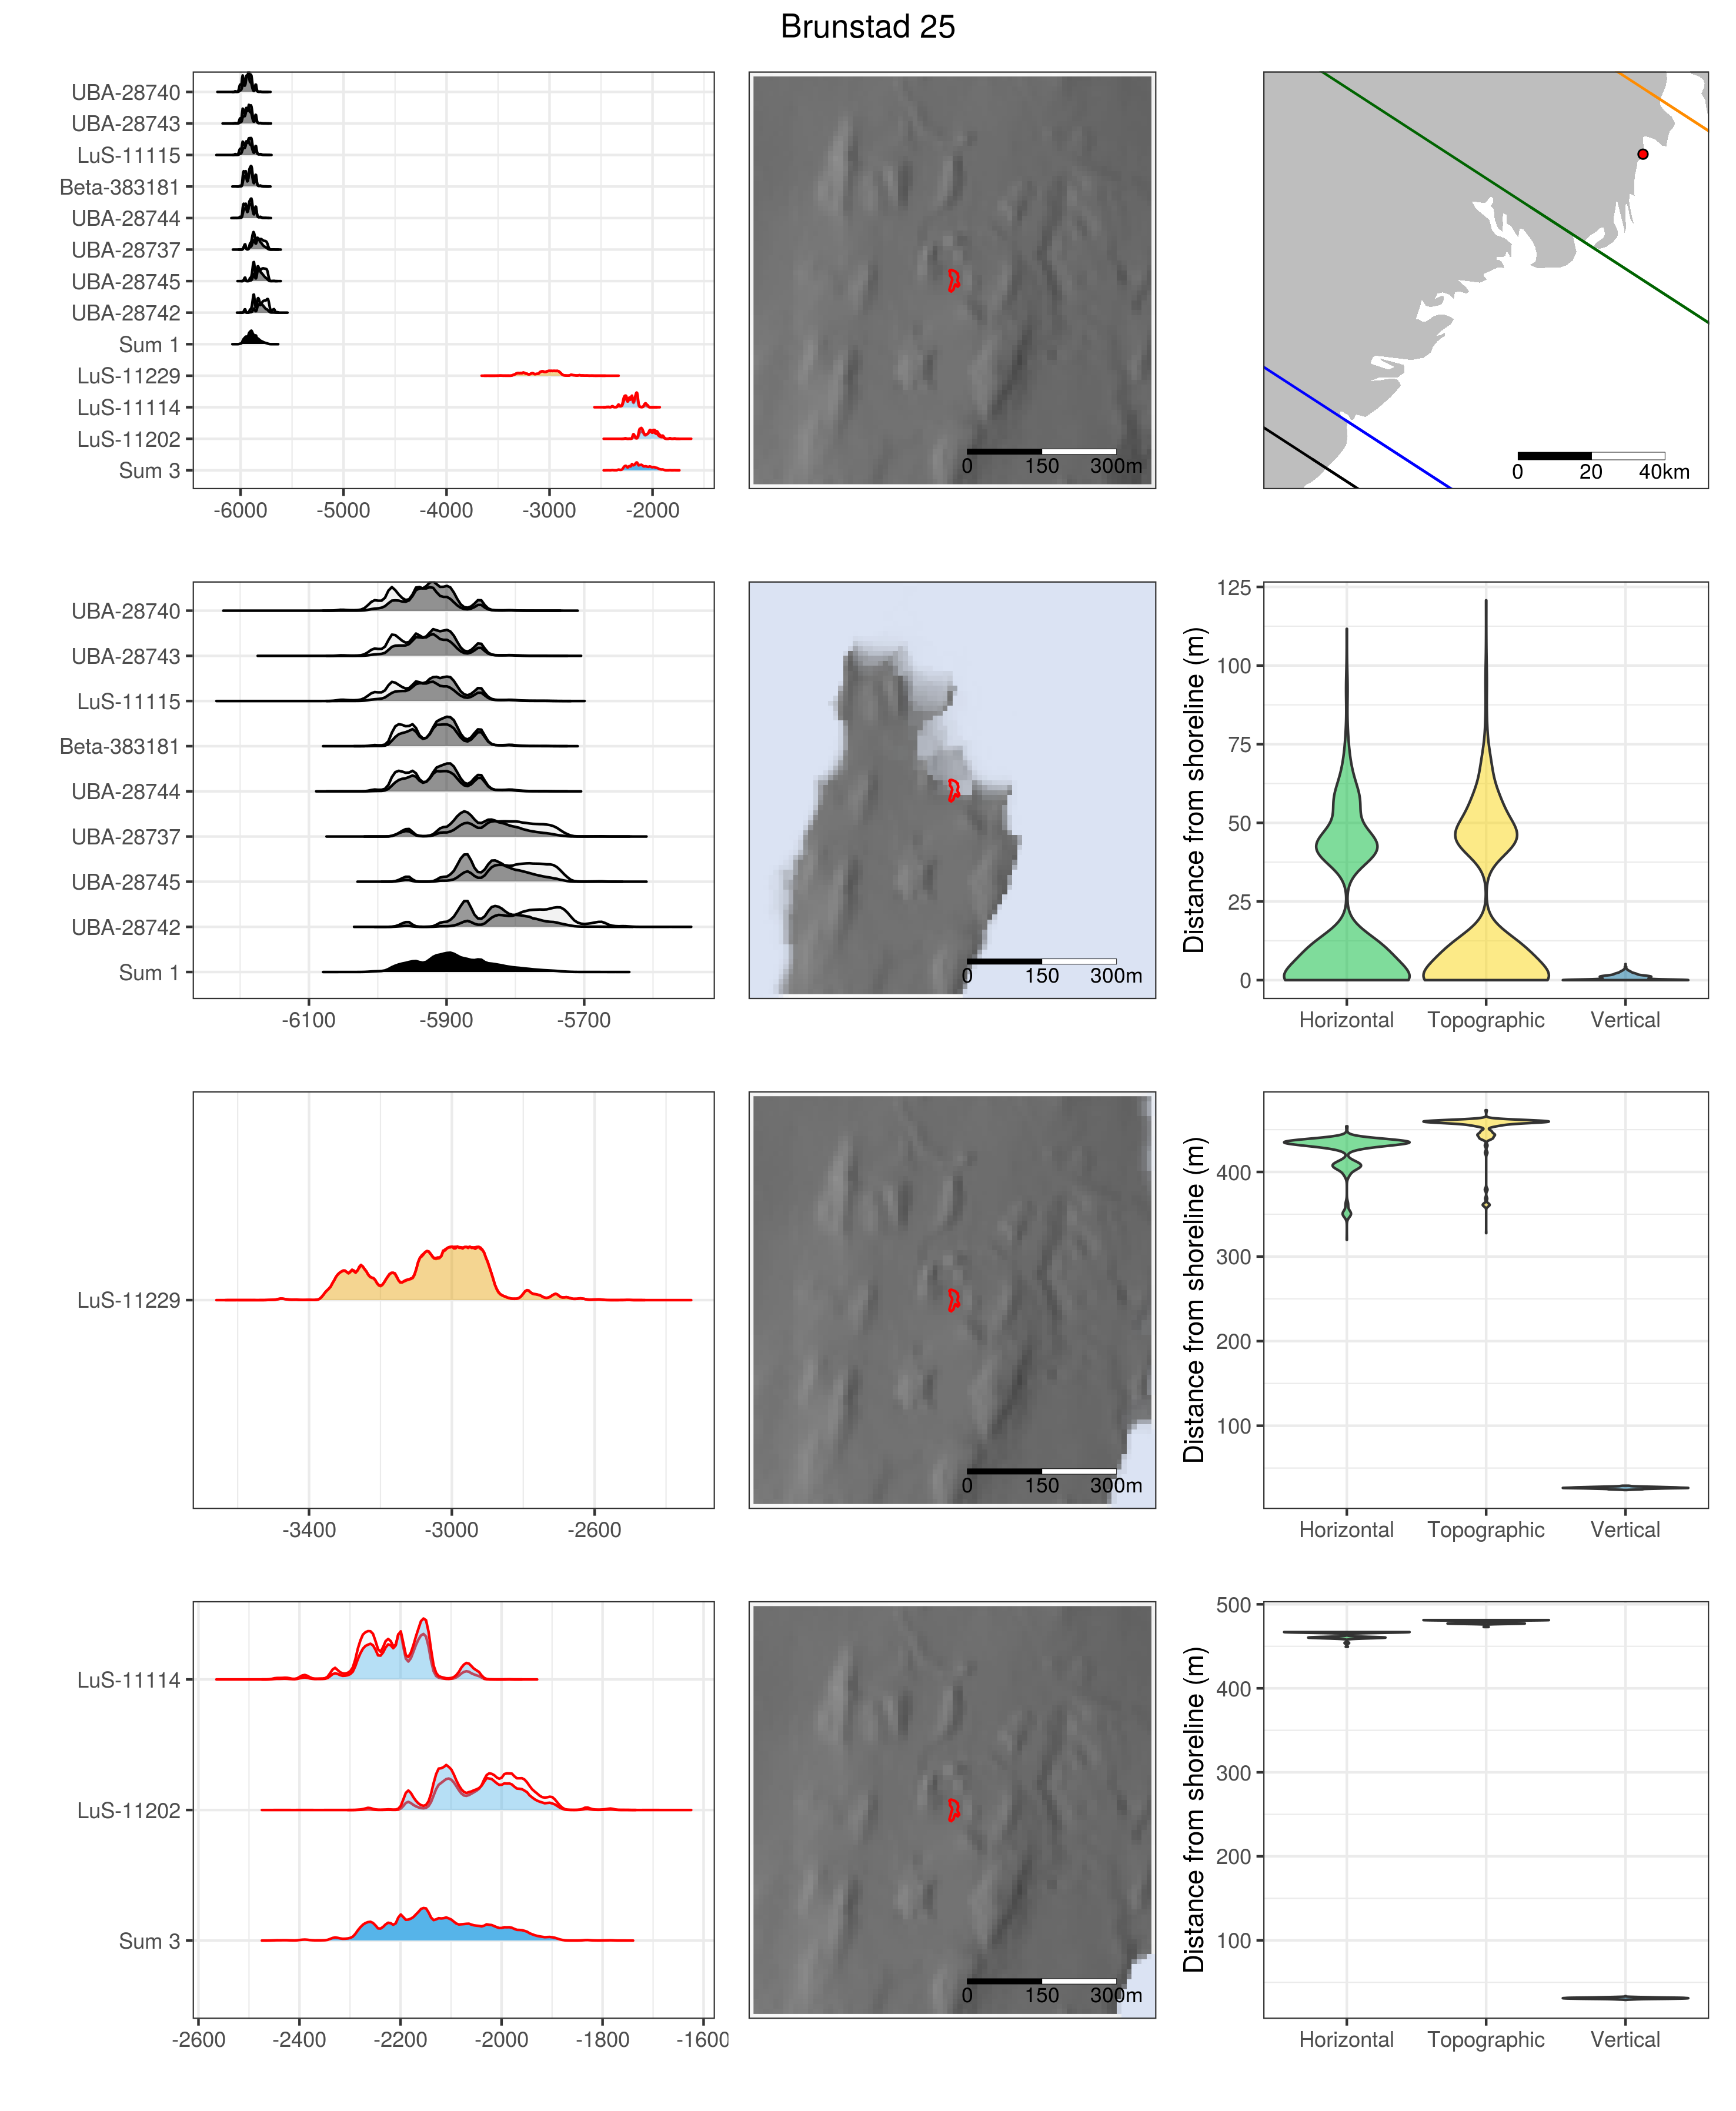 Brunstad 25
UBA-28740
UBA-28743
LuS-11115
Beta-383181
UBA-28744
UBA-28737
UBA-28745
UBA-28742
Sum 1
LuS-11229
LuS-11114
LuS-11202
Sum 3
-6000 -5000 -4000 -3000 -2000
0 150 300m
0 20 40km
UBA-28740
UBA-28743
LuS-11115
Beta-383181
UBA-28744
UBA-28737
UBA-28745
UBA-28742
Sum 1
-6100 -5900 -5700
0 150 300m
Distance from shoreline (m)
125
100
75
50
25
0
Horizontal Topographic Vertical
LuS-11229
-3400 -3000 -2600
0 150 300m
Distance from shoreline (m)
400
300
200
100
Horizontal Topographic Vertical
LuS-11114
LuS-11202
Sum 3
-2600 -2400 -2200 -2000 -1800 -1600
0 150 300m
Distance from shoreline (m)
500
400
300
200
100
Horizontal Topographic Vertical